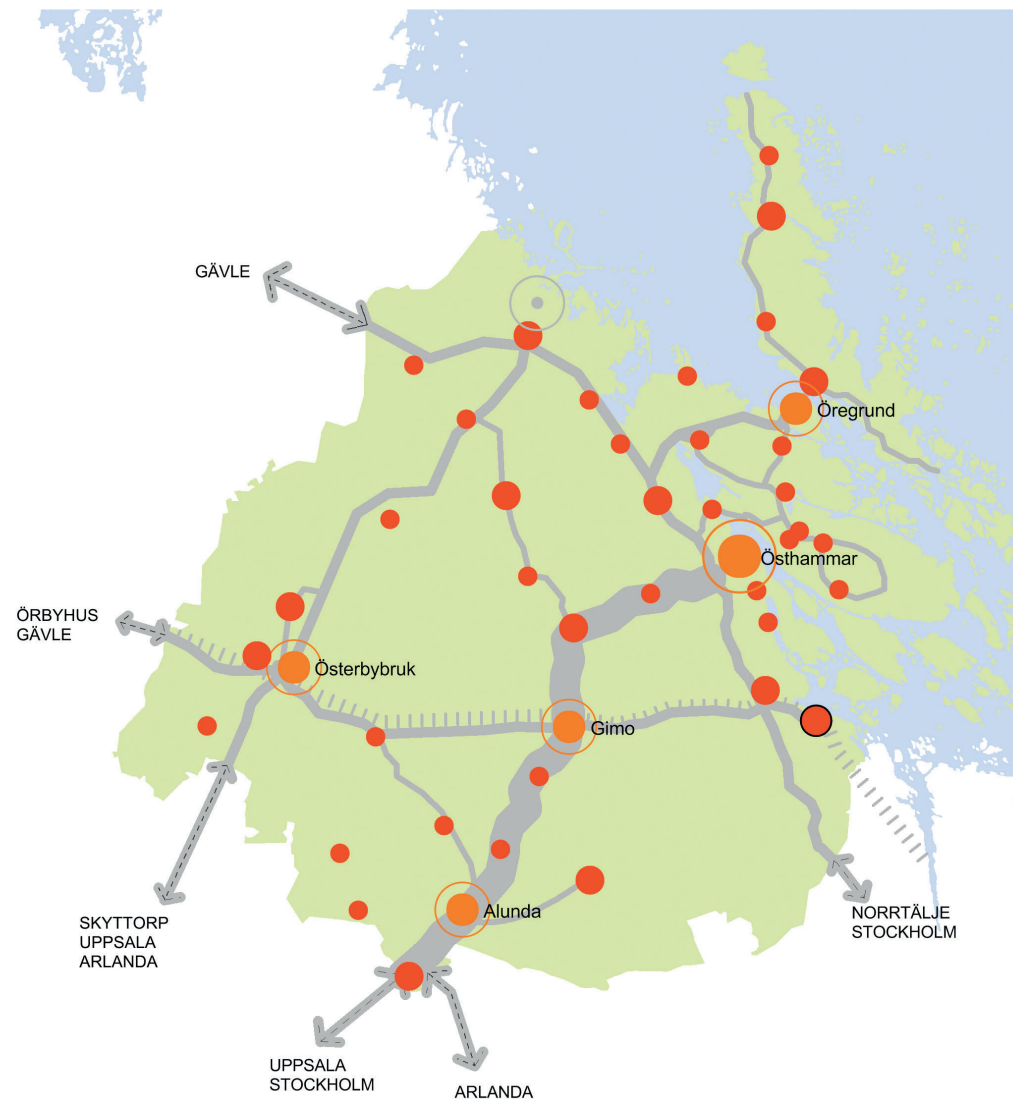 GÄVLE
Öregrund
Östhammar
ÖRBYHUS
GÄVLE
Österbybruk
Gimo
Alunda
SKYTTORP
UPPSALA
ARLANDA
NORRTÄLJE
STOCKHOLM
UPPSALA
STOCKHOLM
ARLANDA